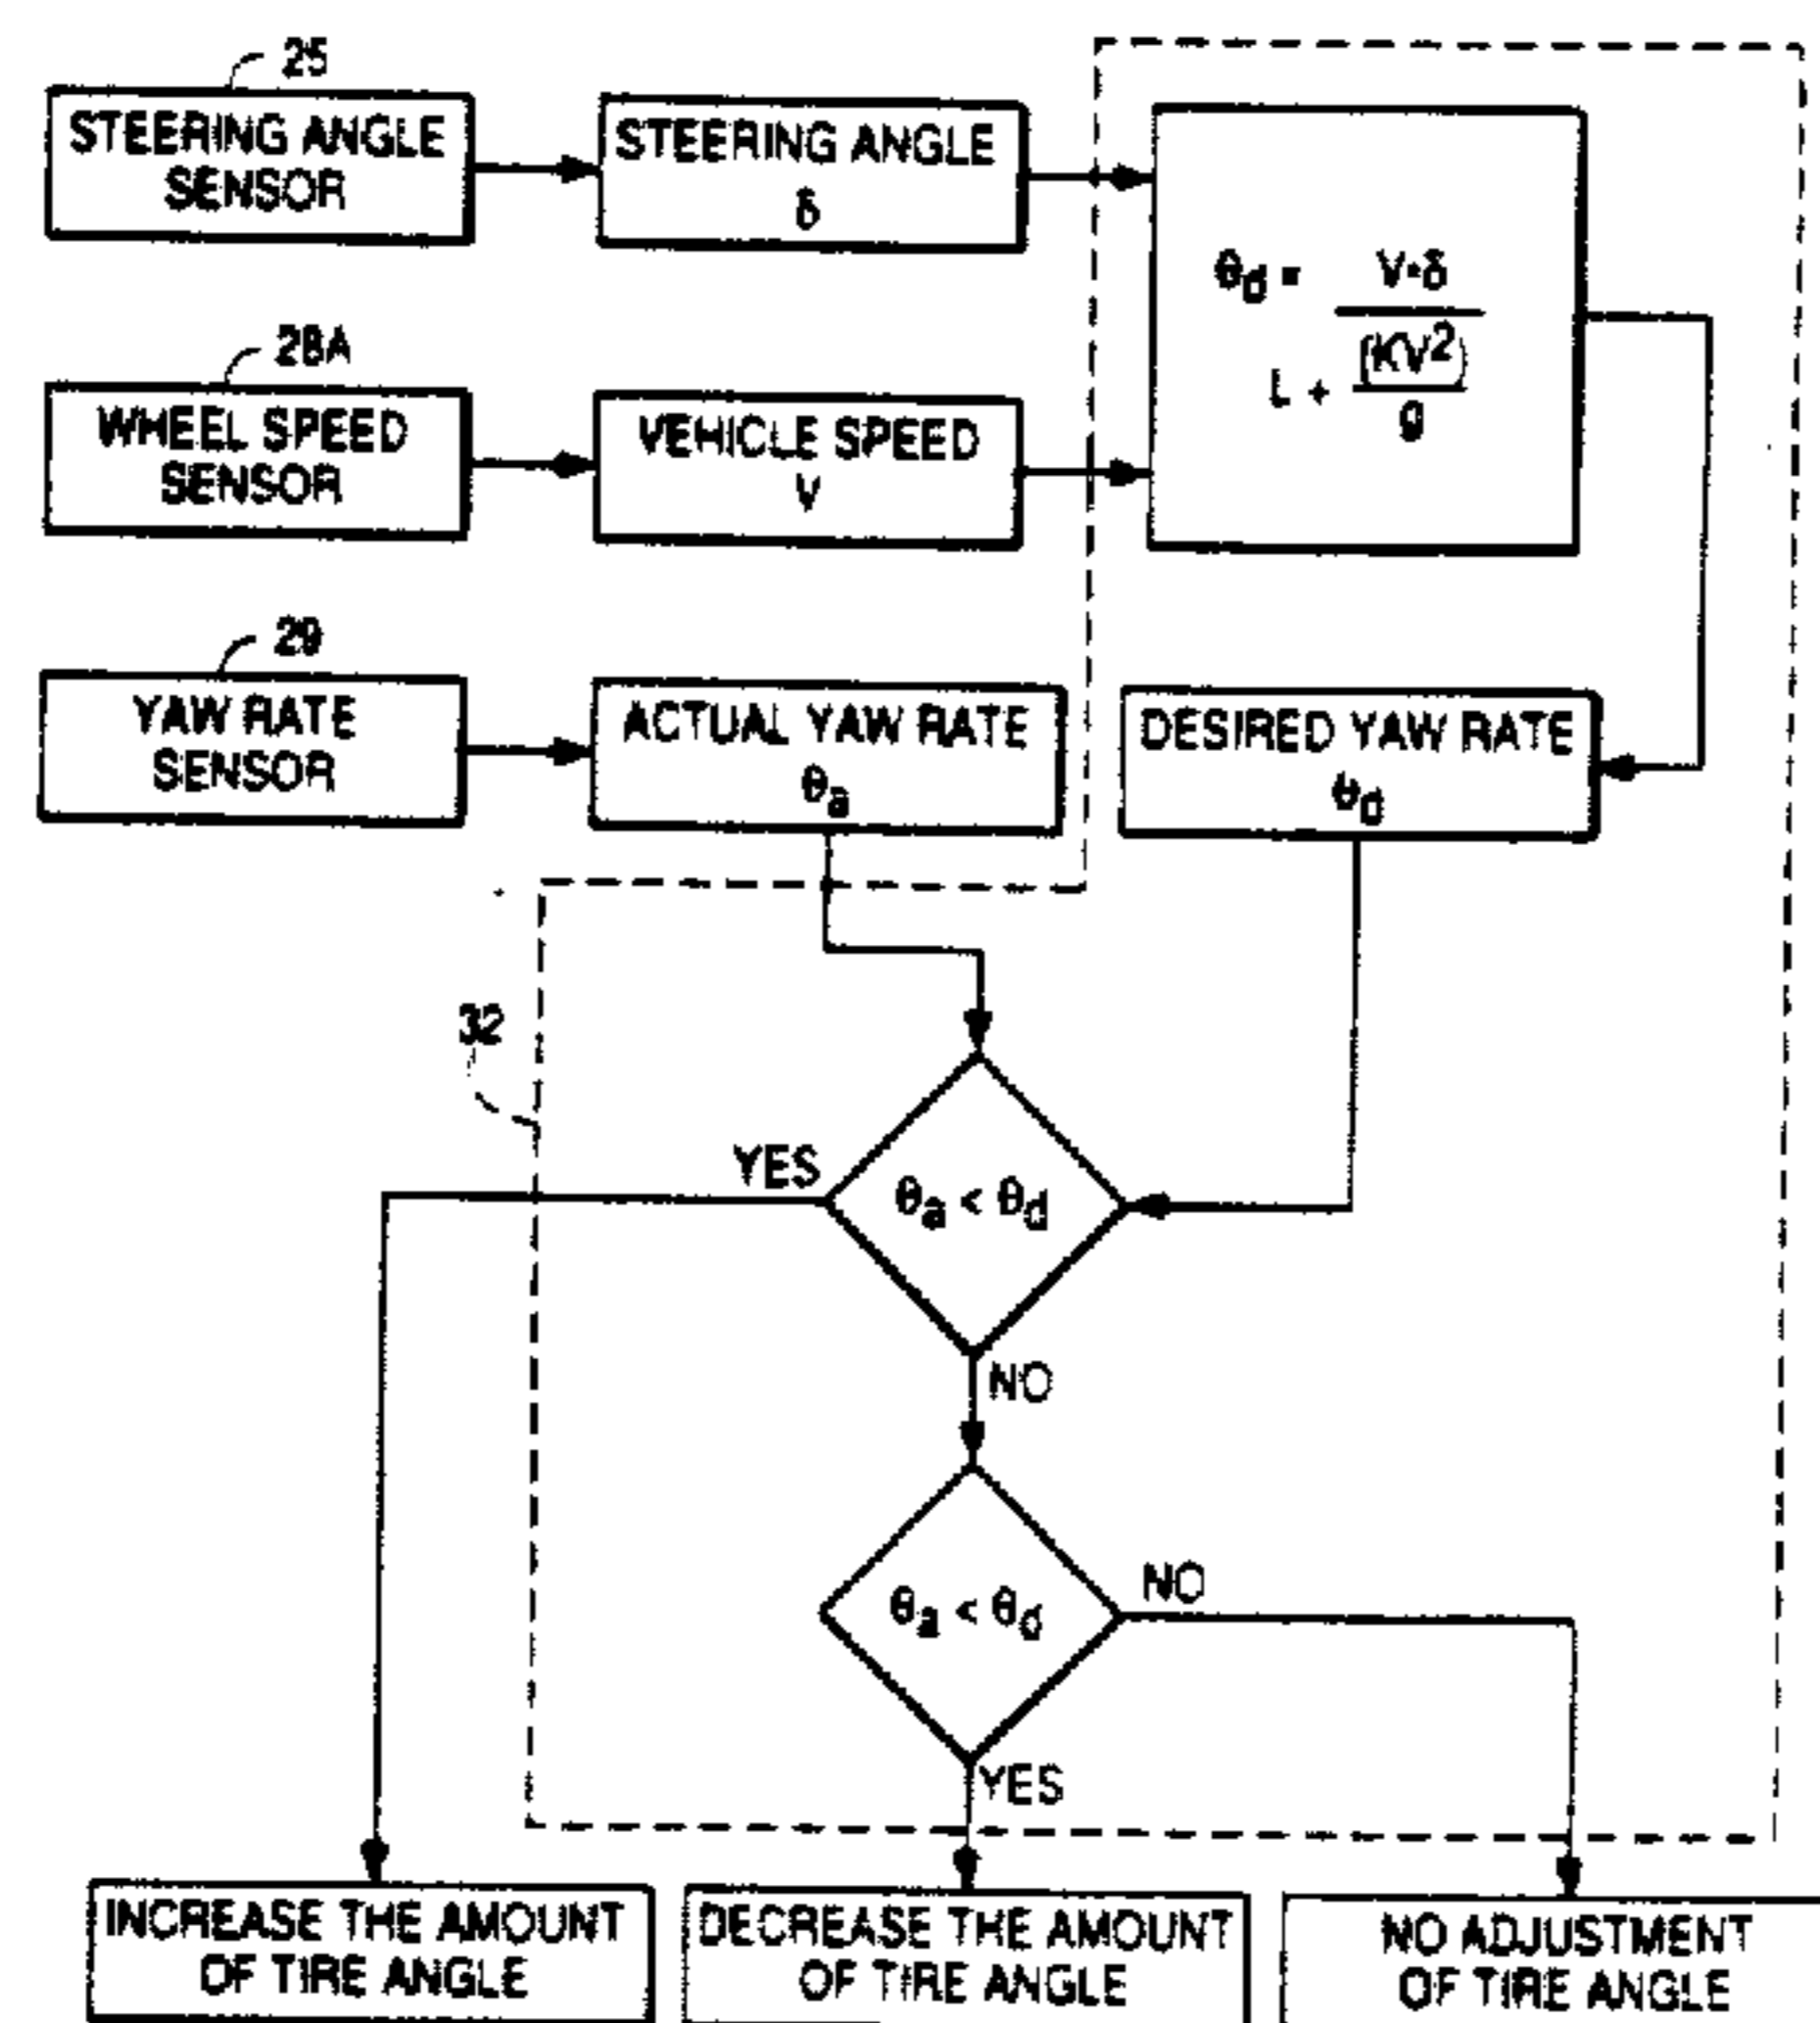 25
STEERING ANGLE
SENSOR
STEERING ANGLE
δ
θd = V•δ
L + (KV²)
g
28A
WHEEL SPEED
SENSOR
VEHICLE SPEED
V
29
YAW RATE
SENSOR
ACTUAL YAW RATE
θa
DESIRED YAW RATE
θd
32
YES
θa < θd
NO
θa < θd
NO
YES
INCREASE THE AMOUNT
OF TIRE ANGLE
DECREASE THE AMOUNT
OF TIRE ANGLE
NO ADJUSTMENT
OF TIRE ANGLE